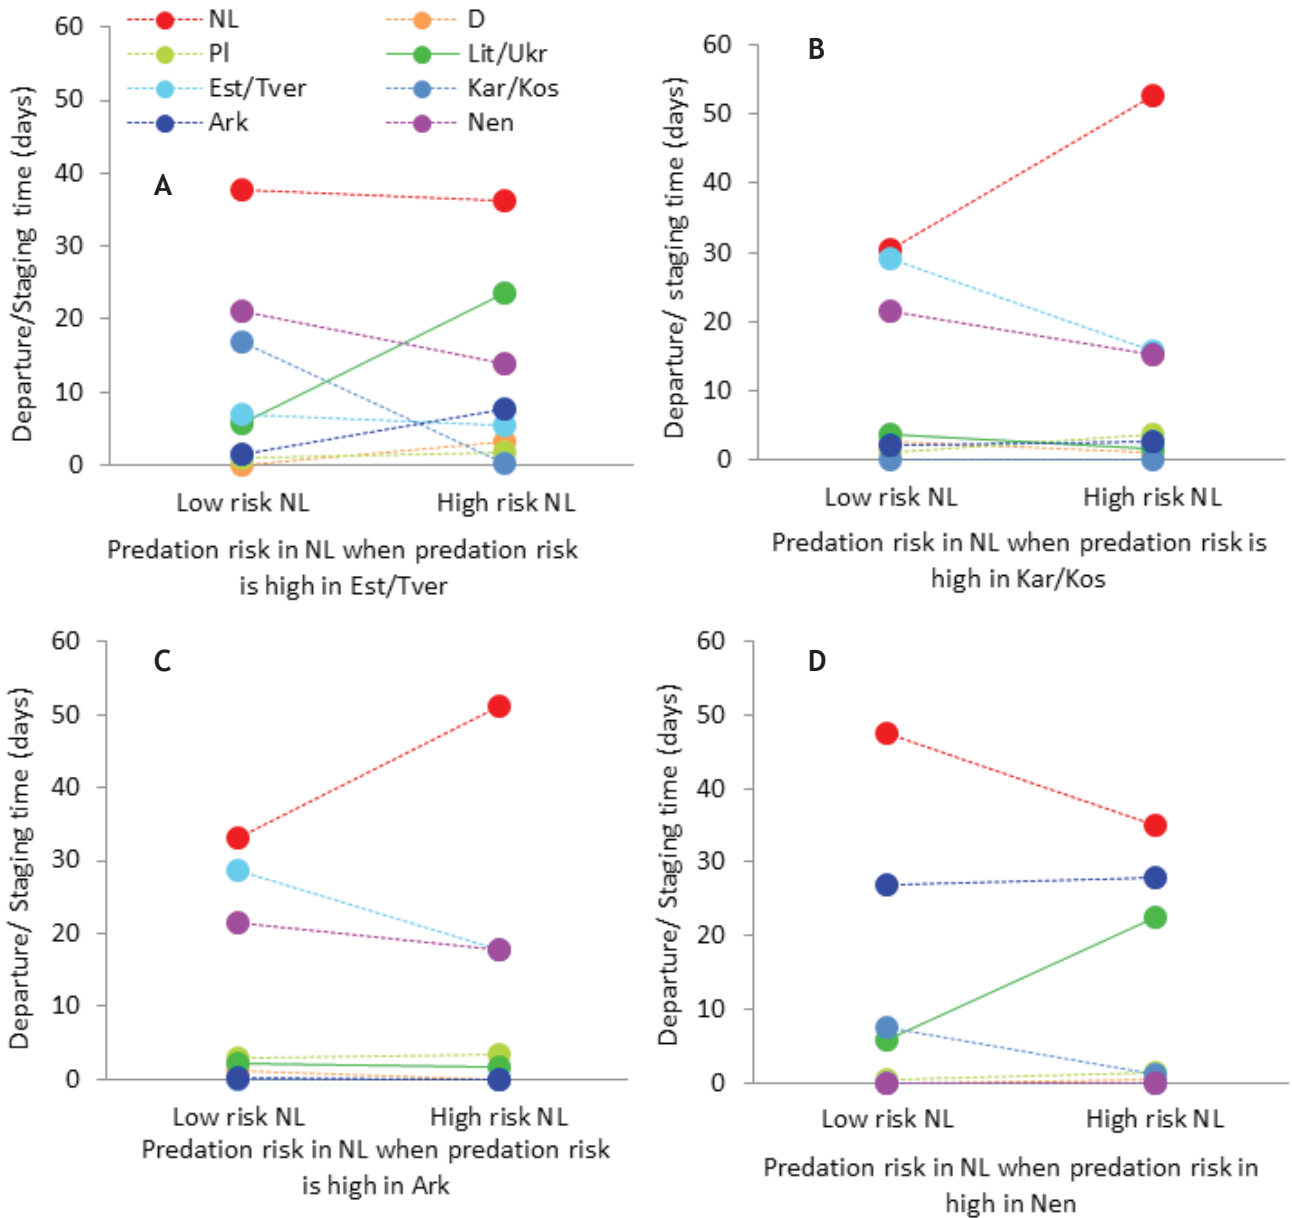 NL
D
Pl
Lit/Ukr
Est/Tver
Kar/Kos
Ark
Nen
A
Departure/Staging time (days)
60
50
40
30
20
10
0
Low risk NL
High risk NL
Predation risk in NL when predation risk
is high in Est/Tver
B
Departure/ staging time (days)
60
50
40
30
20
10
0
Low risk NL
High risk NL
Predation risk in NL when predation risk is
high in Kar/Kos
C
Departure/ Staging time (days)
60
50
40
30
20
10
0
Low risk NL
High risk NL
Predation risk in NL when predation risk
is high in Ark
D
Departure/ Staging time (days)
60
50
40
30
20
10
0
Low risk NL
High risk NL
Predation risk in NL when predation risk in
high in Nen